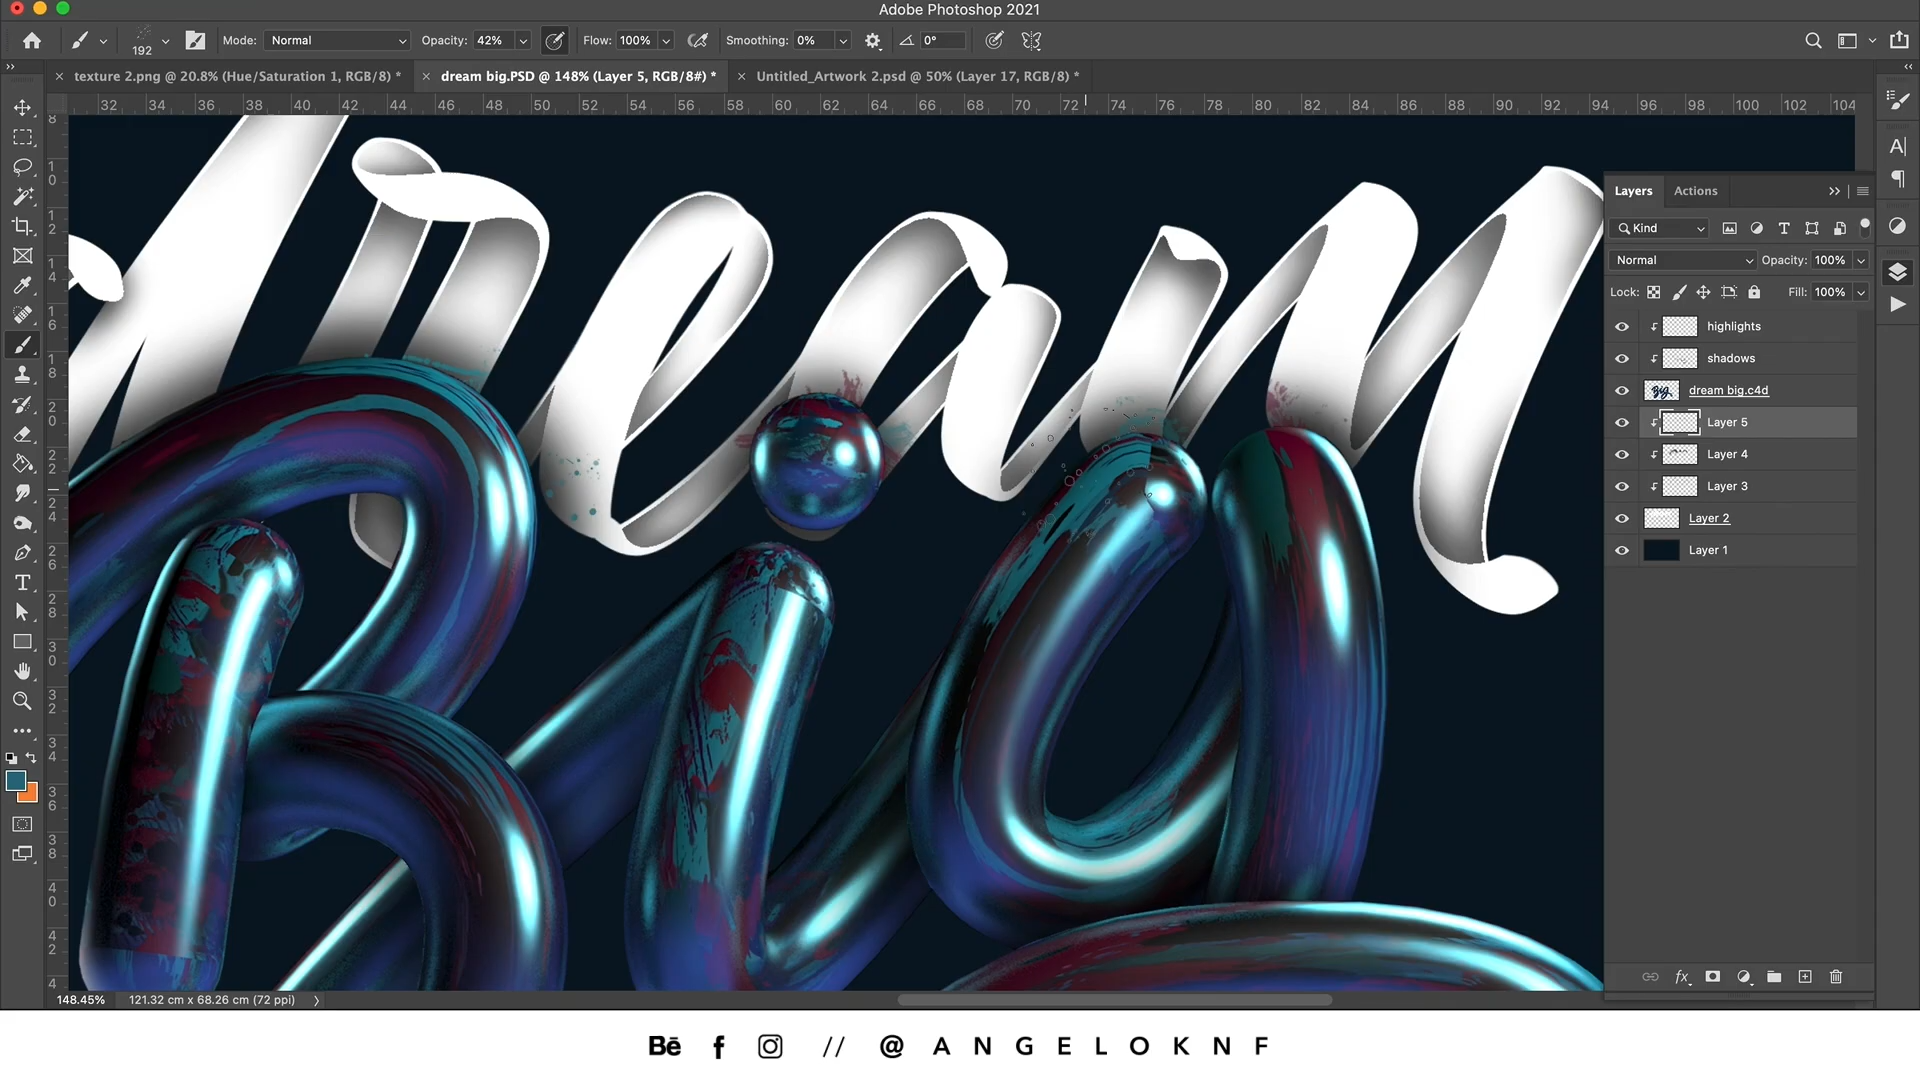 Adobe Photoshop 2021
192 Mode: Normal Opacity: 42% Flow: 100% Smoothing: 0% 0°
texture 2.png @ 20.8% (Hue/Saturation 1, RGB/8) * dream big.PSD @ 148% (Layer 5, RGB/8#) * Untitled_Artwork 2.psd @ 50% (Layer 17, RGB/8) *
32 34 36 38 40 42 44 46 48 50 52 54 56 58 60 62 64 66 68 70 72 74 76 78 80 82 84 86 88 90 92 94 96 98 100 102 104
dream
Big
Layers Actions
Kind
Normal Opacity: 100%
Lock: Fill: 100%
highlights
shadows
dream big.c4d
Layer 5
Layer 4
Layer 3
Layer 2
Layer 1
148.45% 121.32 cm x 68.26 cm (72 ppi)
Bē f // @ANGELOKNF